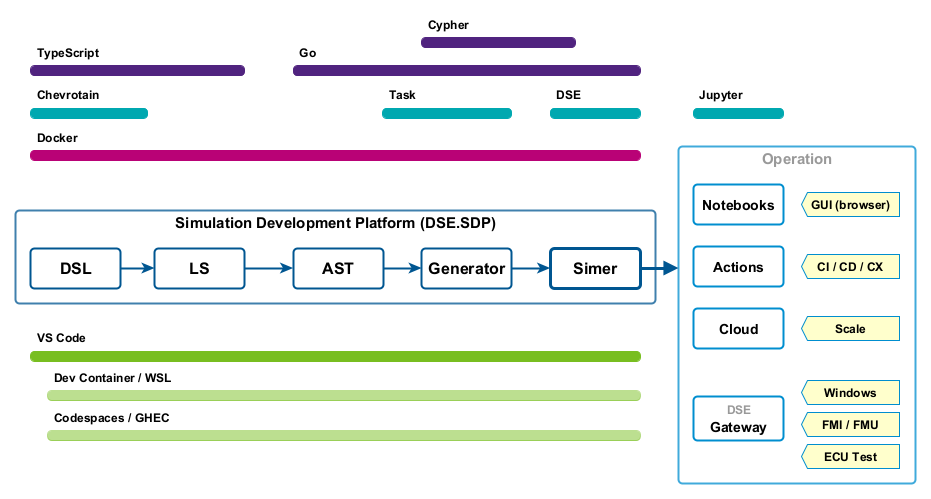 Cypher
TypeScript
Go
Chevrotain
Task
DSE
Jupyter
Docker
Operation
Simulation Development Platform (DSE.SDP)
DSL
LS
AST
Generator
Simer
Notebooks
GUI (browser)
Actions
CI / CD / CX
Cloud
Scale
VS Code
Dev Container / WSL
Codespaces / GHEC
DSE
Gateway
Windows
FMI / FMU
ECU Test